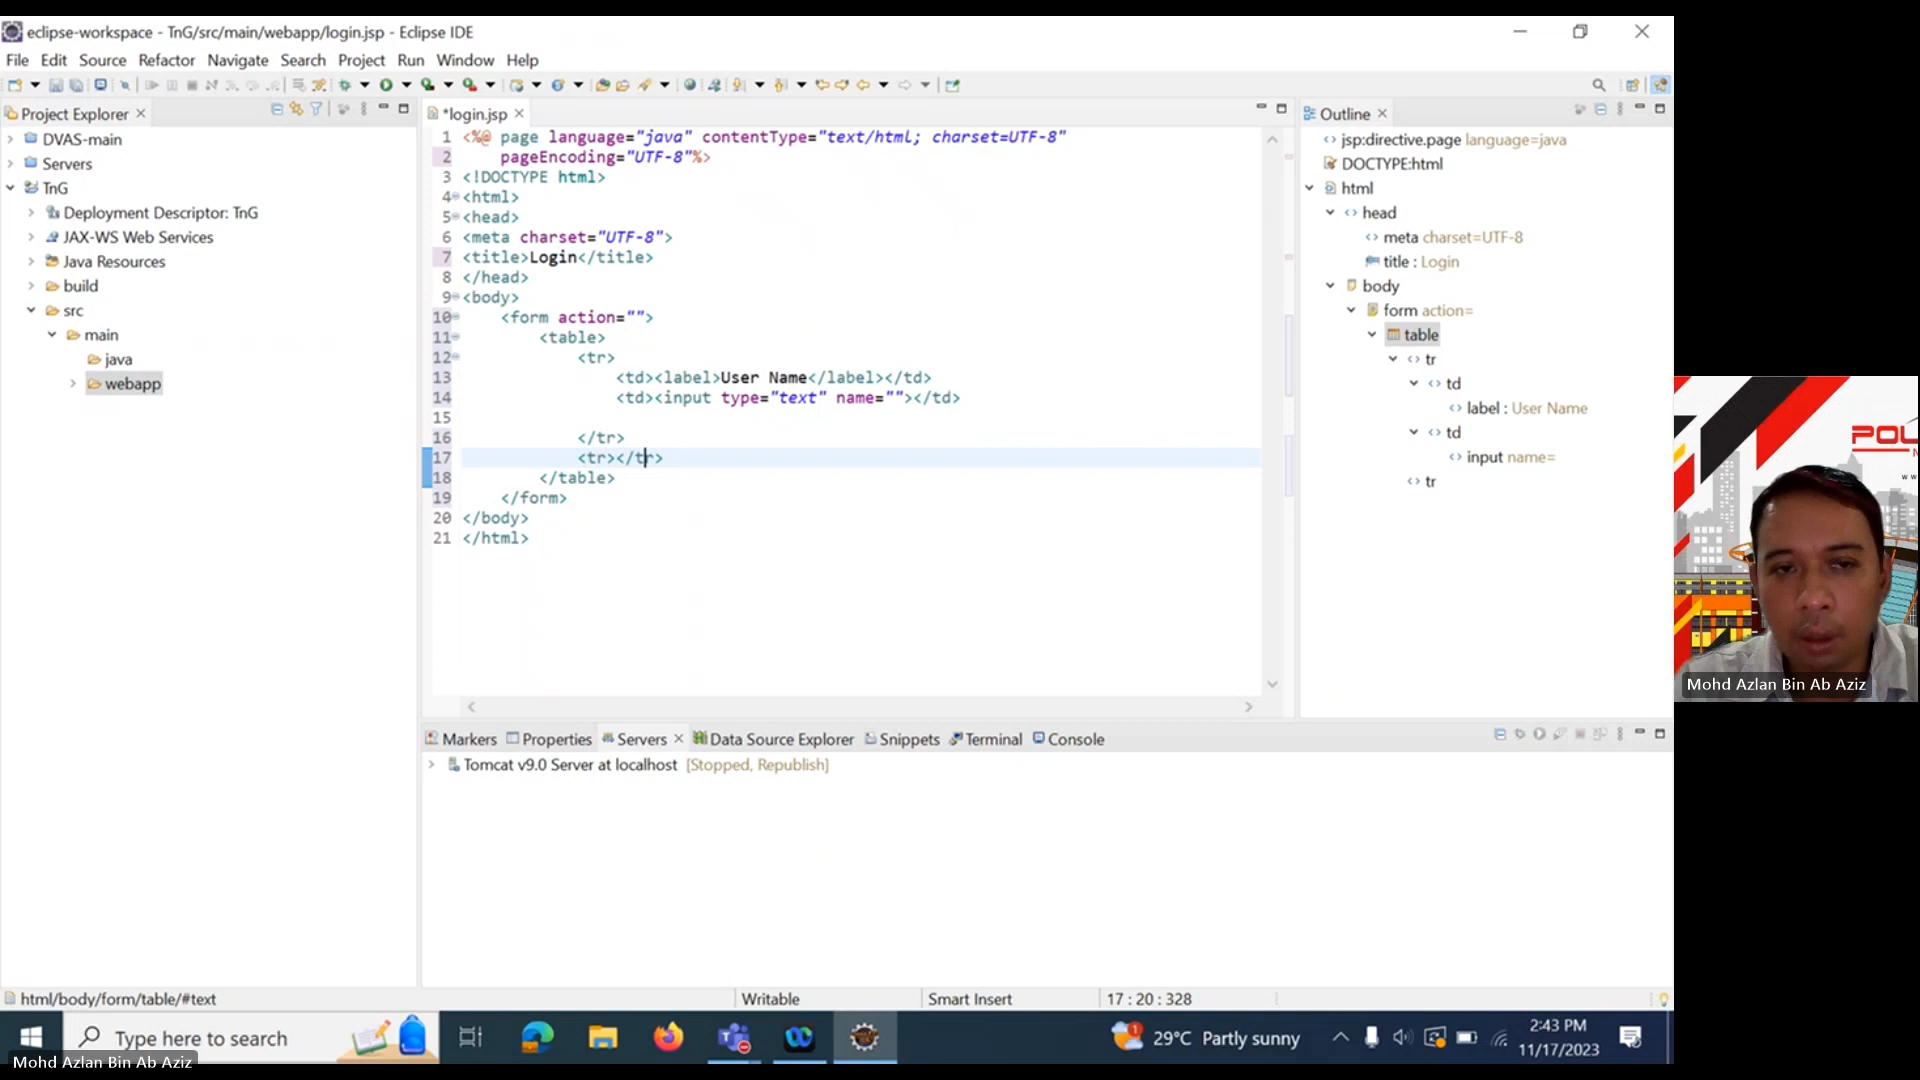 eclipse-workspace - TnG/src/main/webapp/login.jsp - Eclipse IDE
File Edit Source Refactor Navigate Search Project Run Window Help
Project Explorer
DVAS-main
Servers
TnG
Deployment Descriptor: TnG
JAX-WS Web Services
Java Resources
build
src
main
java
webapp
*login.jsp
1 <%@ page language="java" contentType="text/html; charset=UTF-8"
2 pageEncoding="UTF-8"%>
3 <!DOCTYPE html>
4 <html>
5 <head>
6 <meta charset="UTF-8">
7 <title>Login</title>
8 </head>
9 <body>
10 <form action="">
11 <table>
12 <tr>
13 <td><label>User Name</label></td>
14 <td><input type="text" name=""></td>
15
16 </tr>
17 <tr></tr>
18 </table>
19 </form>
20 </body>
21 </html>
Outline
jsp:directive.page language=java
DOCTYPE:html
html
head
meta charset=UTF-8
title : Login
body
form action=
table
tr
td
label : User Name
td
input name=
tr
POL
Mohd Azlan Bin Ab Aziz
Markers Properties Servers Data Source Explorer Snippets Terminal Console
Tomcat v9.0 Server at localhost [Stopped, Republish]
html/body/form/table/#text Writable Smart Insert 17 : 20 : 328
Type here to search
29°C Partly sunny
2:43 PM
11/17/2023
Mohd Azlan Bin Ab Aziz